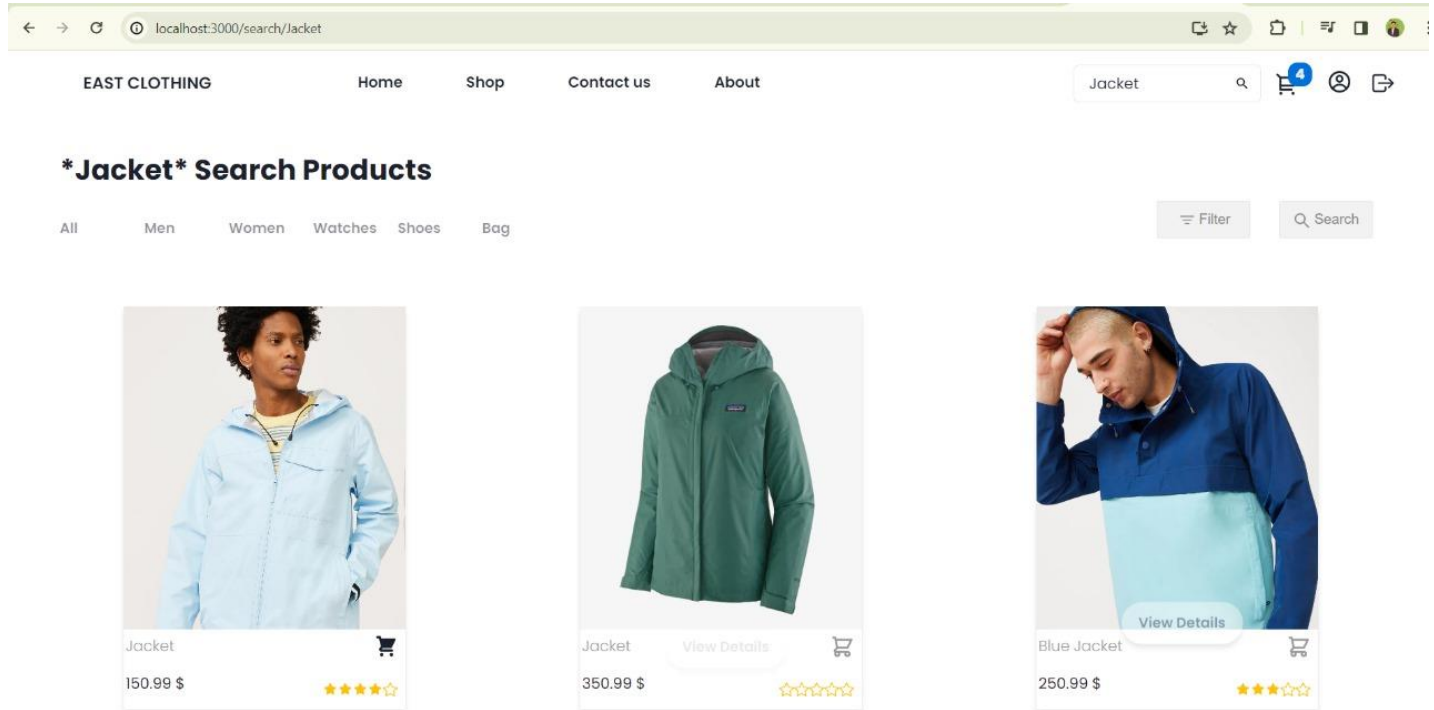 localhost:3000/search/Jacket
EAST CLOTHING Home Shop Contact us About Jacket 4
*Jacket* Search Products
All Men Women Watches Shoes Bag Filter Search
View Details
Jacket Jacket View Details Blue Jacket
150.99 $ 350.99 $ 250.99 $